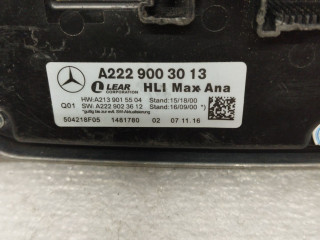 A222 900 30 13
LEAR CORPORATION HLI Max Ana
HW:A213 901 55 04 Stand:15/18/00
Q01 SW:A222 902 36 12 Stand:16/09/00 *)
504218F05 1481780 02 07.11.16